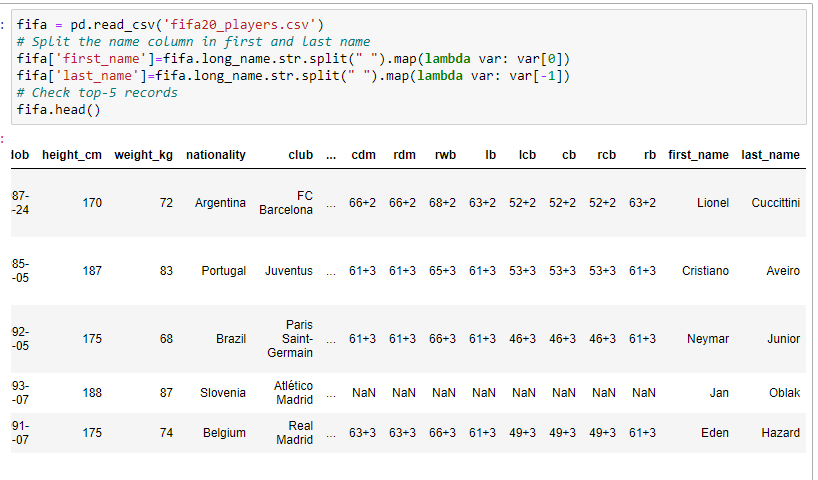 fifa = pd.read_csv('fifa20_players.csv')
# Split the name column in first and last name
fifa['first_name']=fifa.long_name.str.split(" ").map(lambda var: var[0])
fifa['last_name']=fifa.long_name.str.split(" ").map(lambda var: var[-1])
# Check top-5 records
fifa.head()
lob height_cm weight_kg nationality club ... cdm rdm rwb lb lcb cb rcb rb first_name last_name
87-
-24 170 72 Argentina FC Barcelona ... 66+2 66+2 68+2 63+2 52+2 52+2 52+2 63+2 Lionel Cuccittini
85-
-05 187 83 Portugal Juventus ... 61+3 61+3 65+3 61+3 53+3 53+3 53+3 61+3 Cristiano Aveiro
92-
-05 175 68 Brazil Paris Saint-Germain ... 61+3 61+3 66+3 61+3 46+3 46+3 46+3 61+3 Neymar Junior
93-
-07 188 87 Slovenia Atlético Madrid ... NaN NaN NaN NaN NaN NaN NaN NaN Jan Oblak
91-
-07 175 74 Belgium Real Madrid ... 63+3 63+3 66+3 61+3 49+3 49+3 49+3 61+3 Eden Hazard